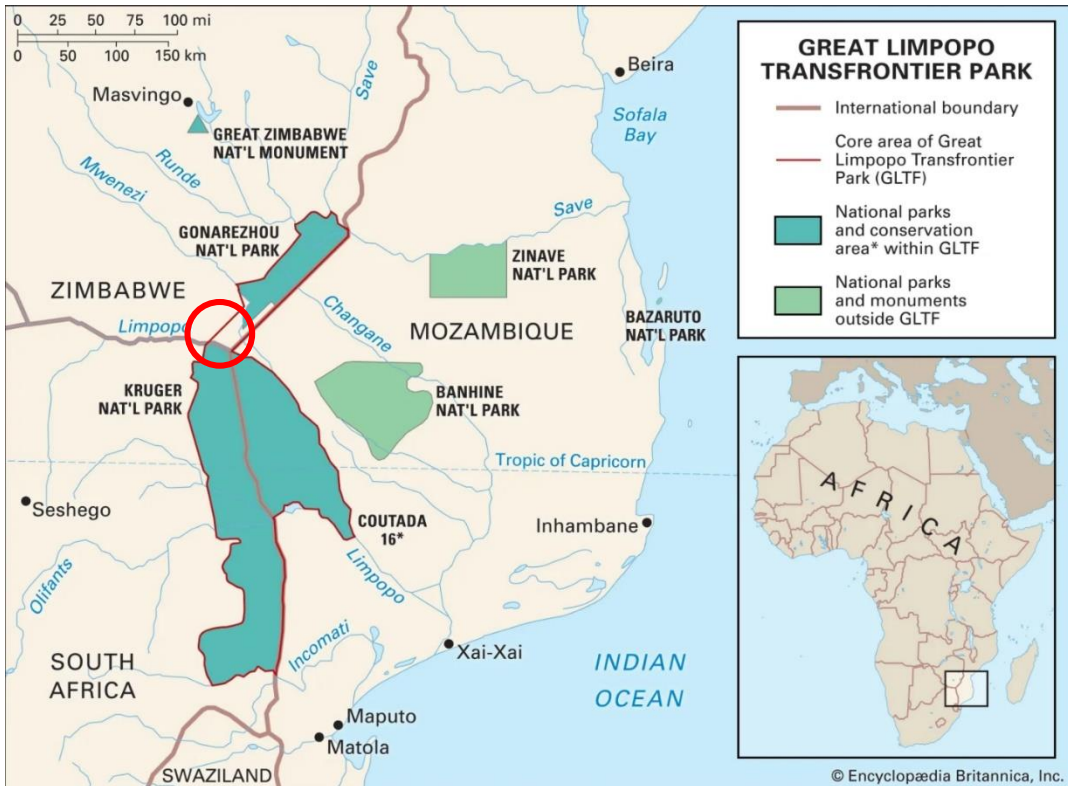 0 25 50 75 100 mi
0 50 100 150 km
Masvingo
GREAT ZIMBABWE
NAT'L MONUMENT
Save
Beira
Sofala
Bay
Runde
Mwenezi
GONAREZHOU
NAT'L PARK
Save
ZINAVE
NAT'L PARK
ZIMBABWE
Limpopo
Changane
MOZAMBIQUE
BAZARUTO
NAT'L PARK
KRUGER
NAT'L PARK
BANHINE
NAT'L PARK
Tropic of Capricorn
Seshego
COUTADA
16*
Inhambane
Olifants
Limpopo
Incomati
Xai-Xai
SOUTH
AFRICA
INDIAN
OCEAN
Maputo
Matola
SWAZILAND
GREAT LIMPOPO
TRANSFRONTIER PARK
International boundary
Core area of Great
Limpopo Transfrontier
Park (GLTF)
National parks
and conservation
area* within GLTF
National parks
and monuments
outside GLTF
AFRICA
© Encyclopædia Britannica, Inc.